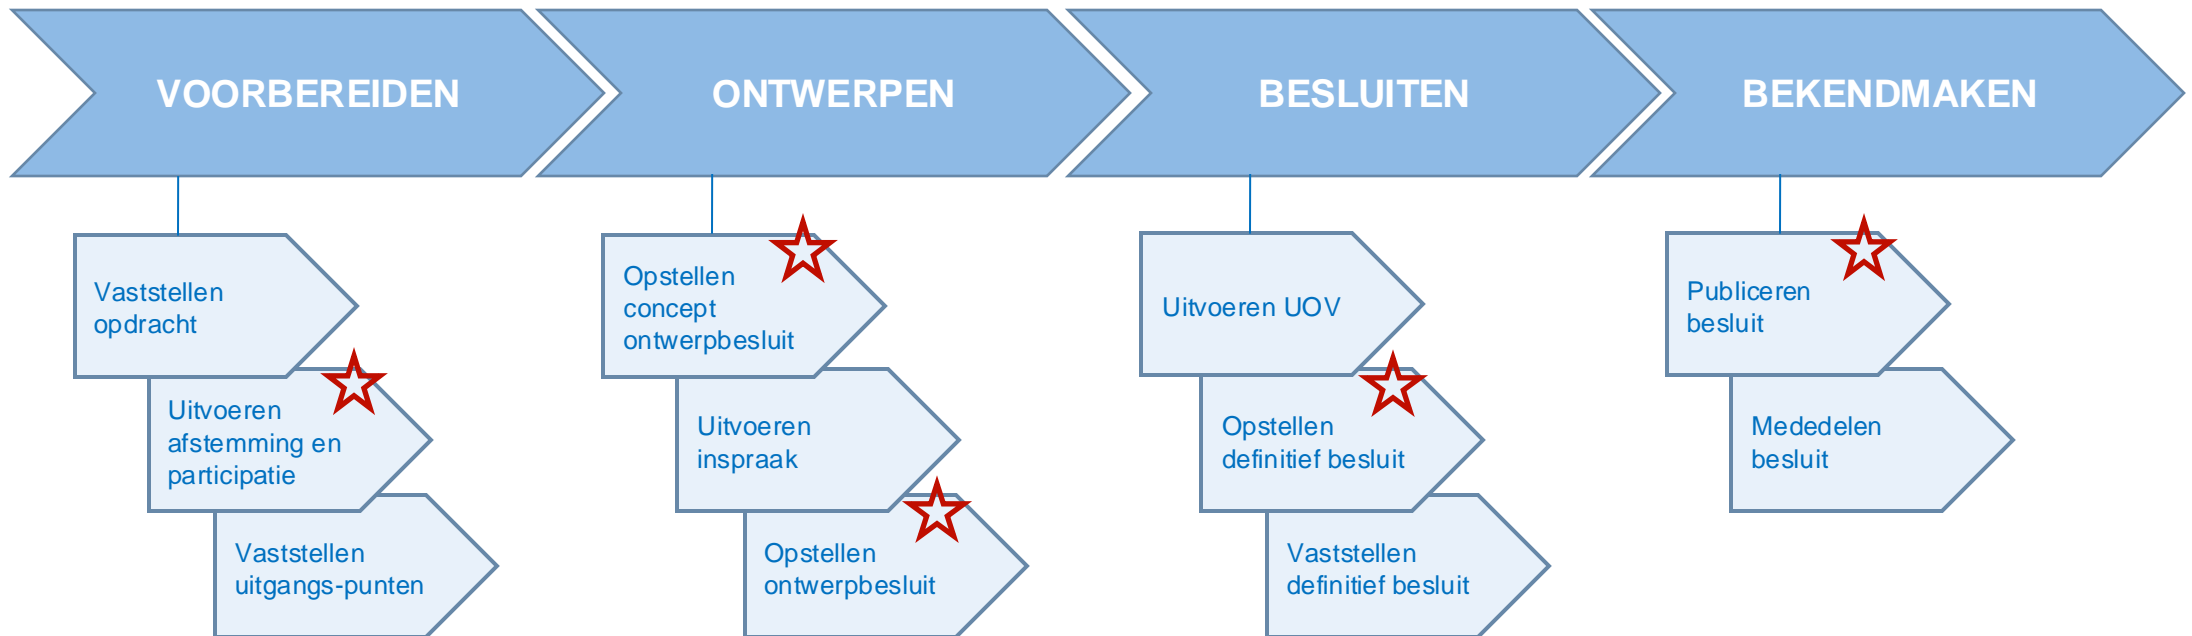 VOORBEREIDEN
ONTWERPEN
BESLUITEN
BEKENDMAKEN
Vaststellen
opdracht
Uitvoeren
afstemming en
participatie
Vaststellen
uitgangs-punten
Opstellen
concept
ontwerpbesluit
Uitvoeren
inspraak
Opstellen
ontwerpbesluit
Uitvoeren UOV
Opstellen
definitief besluit
Vaststellen
definitief besluit
Publiceren
besluit
Mededelen
besluit